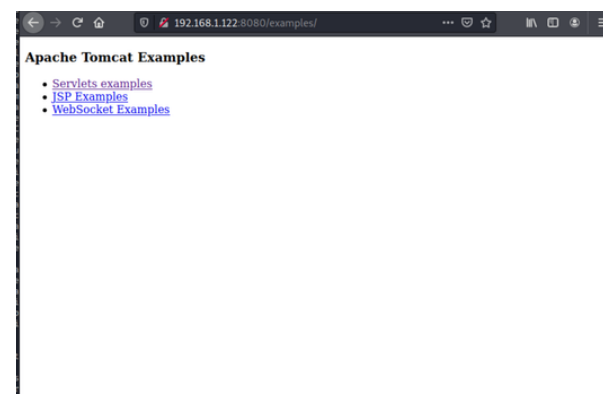 192.168.1.122:8080/examples/
Apache Tomcat Examples
Servlets examples
JSP Examples
WebSocket Examples